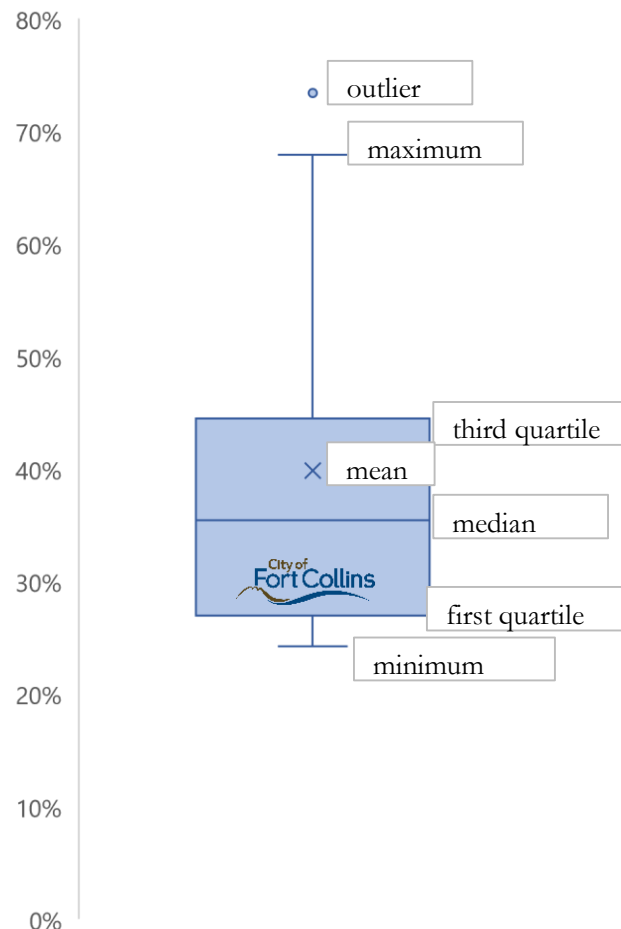 80%
outlier
70%
maximum
60%
50%
third quartile
40%
mean
median
30%
City of
Fort Collins
first quartile
minimum
20%
10%
0%